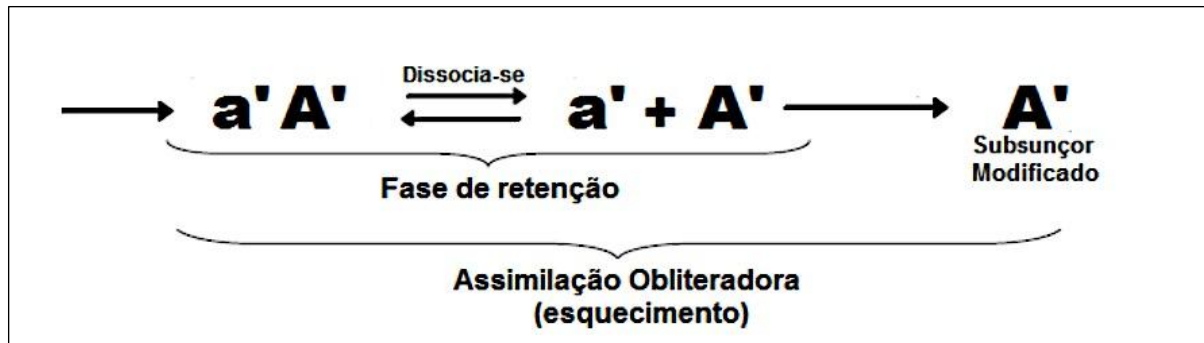 a' A' Dissocia-se a' + A' A'
Subsunçor
Modificado
Fase de retenção
Assimilação Obliteradora
(esquecimento)